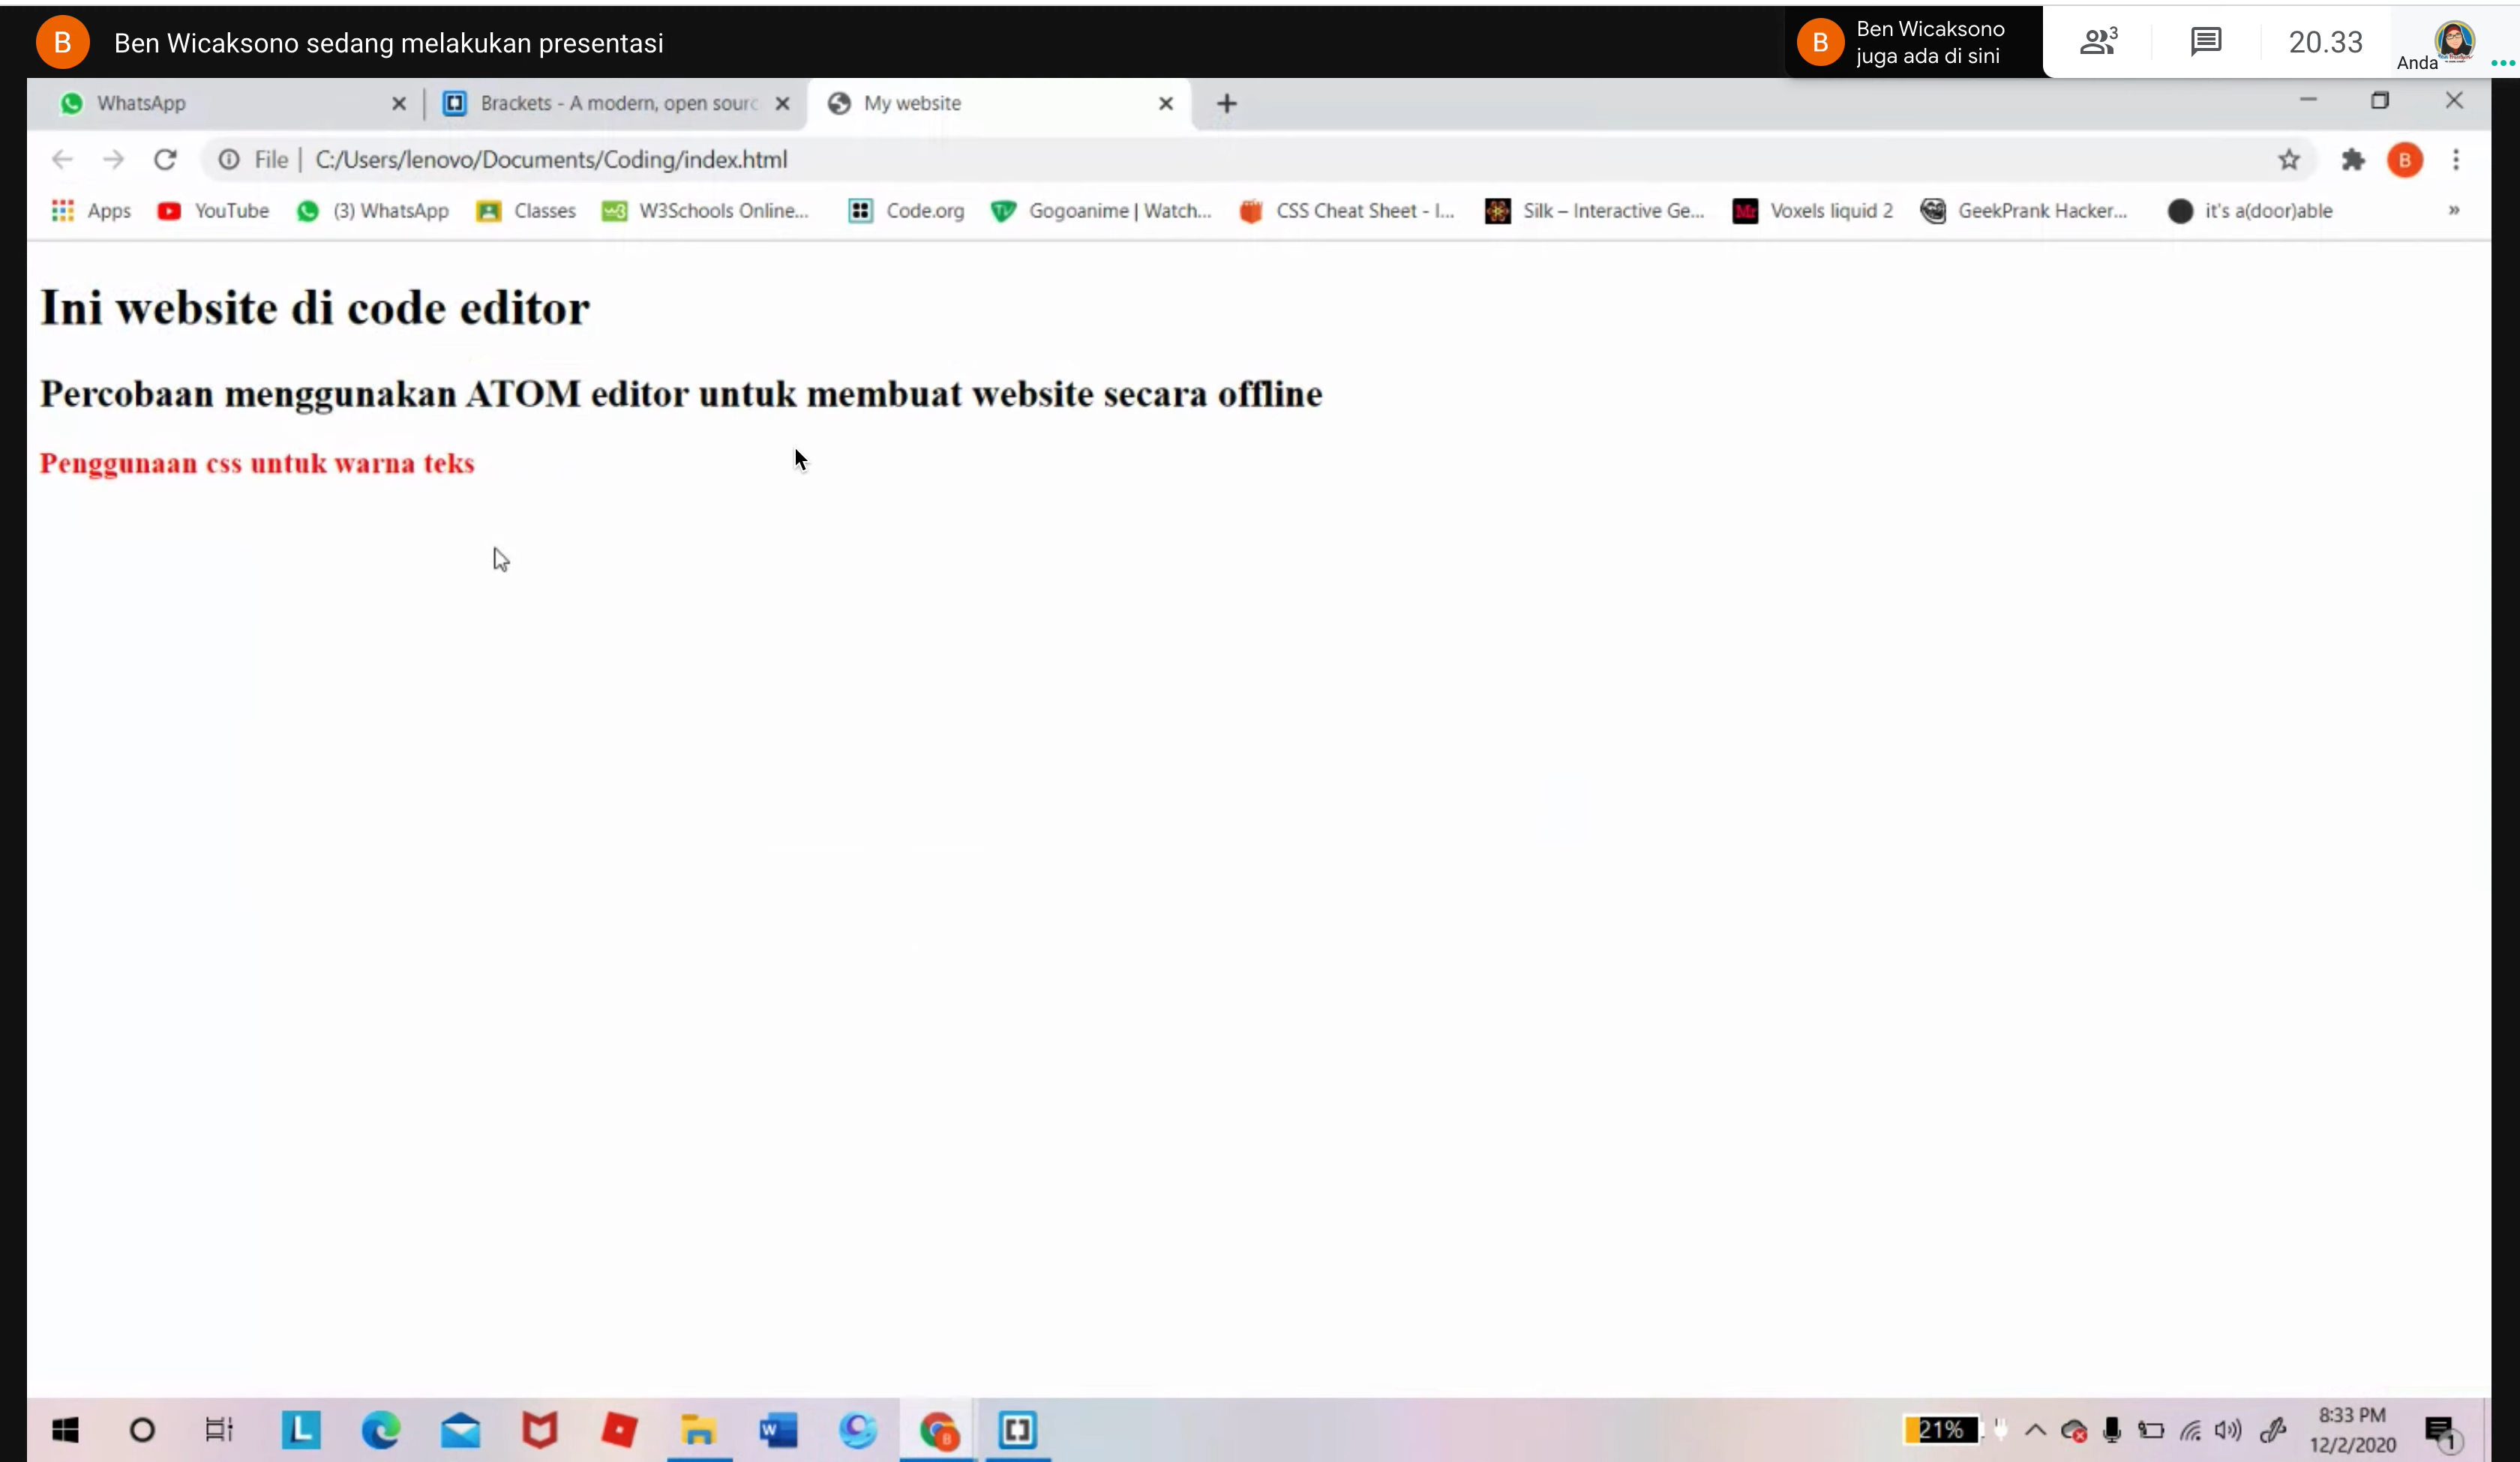 B Ben Wicaksono sedang melakukan presentasi
B Ben Wicaksono
juga ada di sini
3
20.33
Anda
WhatsApp
Brackets - A modern, open sourc
My website
File | C:/Users/lenovo/Documents/Coding/index.html
B
Apps YouTube (3) WhatsApp Classes W3Schools Online... Code.org Gogoanime | Watch... CSS Cheat Sheet - I... Silk – Interactive Ge... Voxels liquid 2 GeekPrank Hacker... it's a(door)able »
Ini website di code editor
Percobaan menggunakan ATOM editor untuk membuat website secara offline
Penggunaan css untuk warna teks
21%
8:33 PM
12/2/2020
1